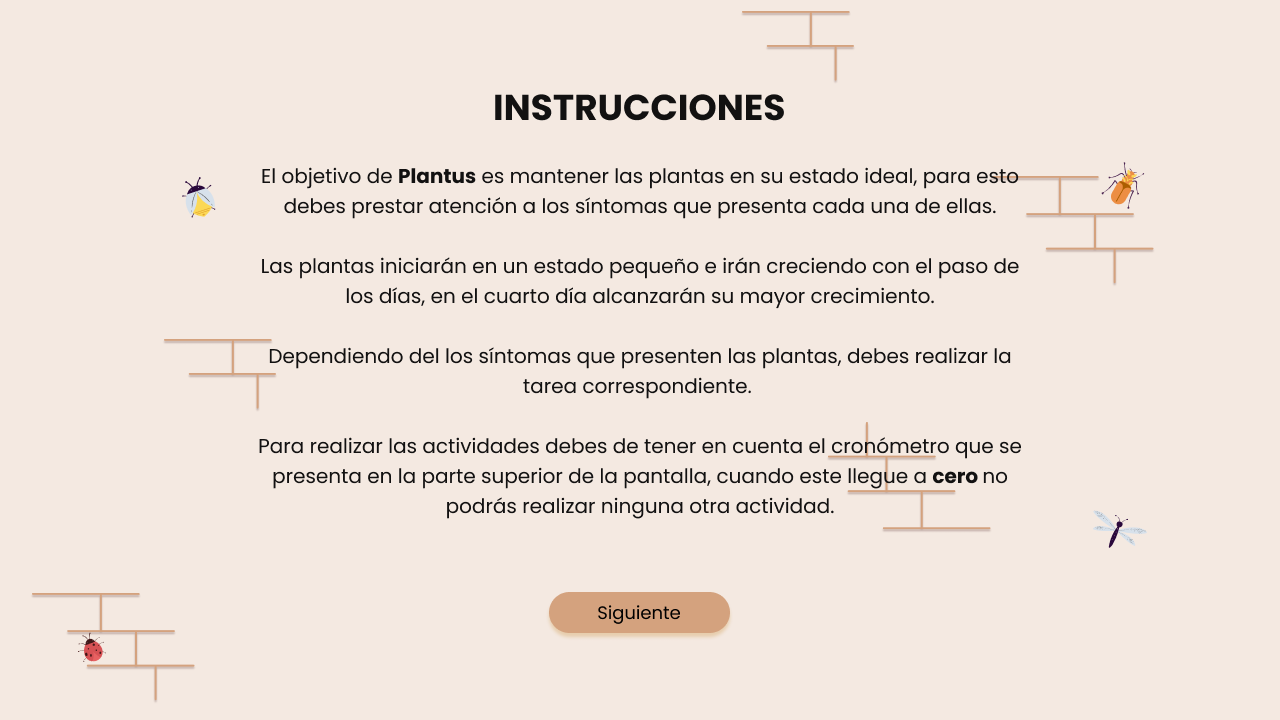 INSTRUCCIONES
El objetivo de Plantus es mantener las plantas en su estado ideal, para esto
debes prestar atención a los síntomas que presenta cada una de ellas.
Las plantas iniciarán en un estado pequeño e irán creciendo con el paso de
los días, en el cuarto día alcanzarán su mayor crecimiento.
Dependiendo del los síntomas que presenten las plantas, debes realizar la
tarea correspondiente.
Para realizar las actividades debes de tener en cuenta el cronómetro que se
presenta en la parte superior de la pantalla, cuando este llegue a cero no
podrás realizar ninguna otra actividad.
Siguiente